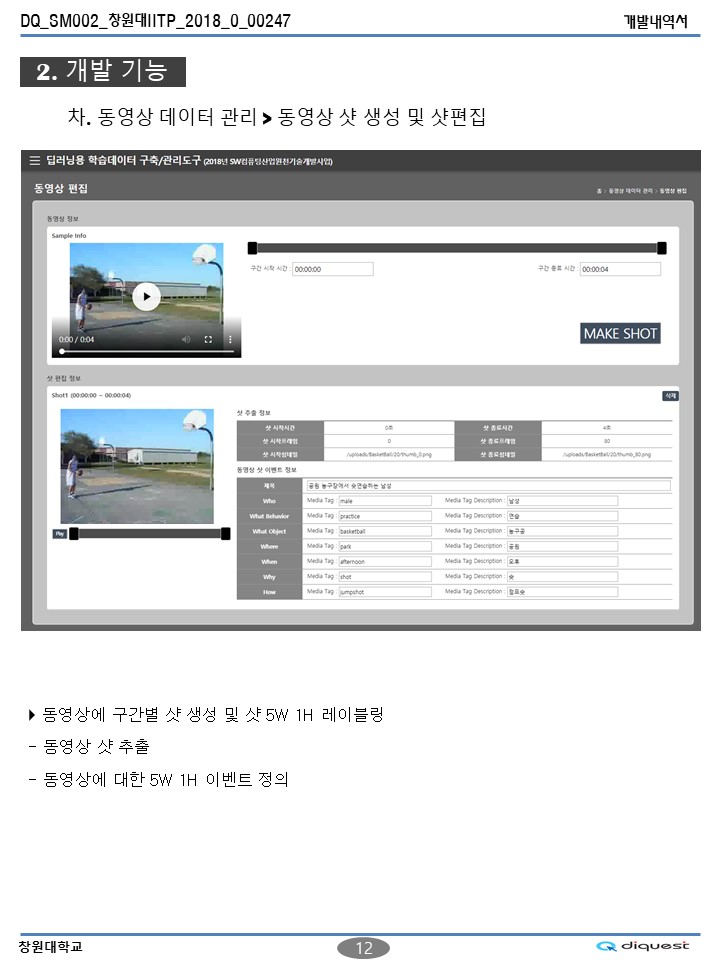 DQ_SM002_창원대IITP_2018_0_00247 개발내역서
2. 개발 기능
차. 동영상 데이터 관리 > 동영상 샷 생성 및 샷편집
딥러닝용 학습데이터 구축/관리도구 (2018년 SW컴퓨팅산업원천기술개발사업)
동영상 편집 홈 > 동영상 데이터 관리 > 동영상 편집
동영상 정보
Sample Info
구간 시작 시간 : 00:00:00 구간 종료 시간 : 00:00:04
MAKE SHOT
0:00 / 0:04
샷 편집 정보
Shot1 (00:00:00 ~ 00:00:04) 삭제
샷 추출 정보
샷 시작시간 0초 샷 종료시간 4초
샷 시작프레임 0 샷 종료프레임 80
샷 시작썸네일 /uploads/BasketBall/20/thumb_0.png 샷 종료썸네일 /uploads/BasketBall/20/thumb_80.png
동영상 샷 이벤트 정보
제목 공원 농구장에서 슛연습하는 남성
Who Media Tag : male Media Tag Description : 남성
What Behavior Media Tag : practice Media Tag Description : 연습
What Object Media Tag : basketball Media Tag Description : 농구공
Where Media Tag : park Media Tag Description : 공원
When Media Tag : afternoon Media Tag Description : 오후
Why Media Tag : shot Media Tag Description : 슛
How Media Tag : jumpshot Media Tag Description : 점프슛
Play
동영상에 구간별 샷 생성 및 샷 5W 1H 레이블링
- 동영상 샷 추출
- 동영상에 대한 5W 1H 이벤트 정의
창원대학교 12 diquest